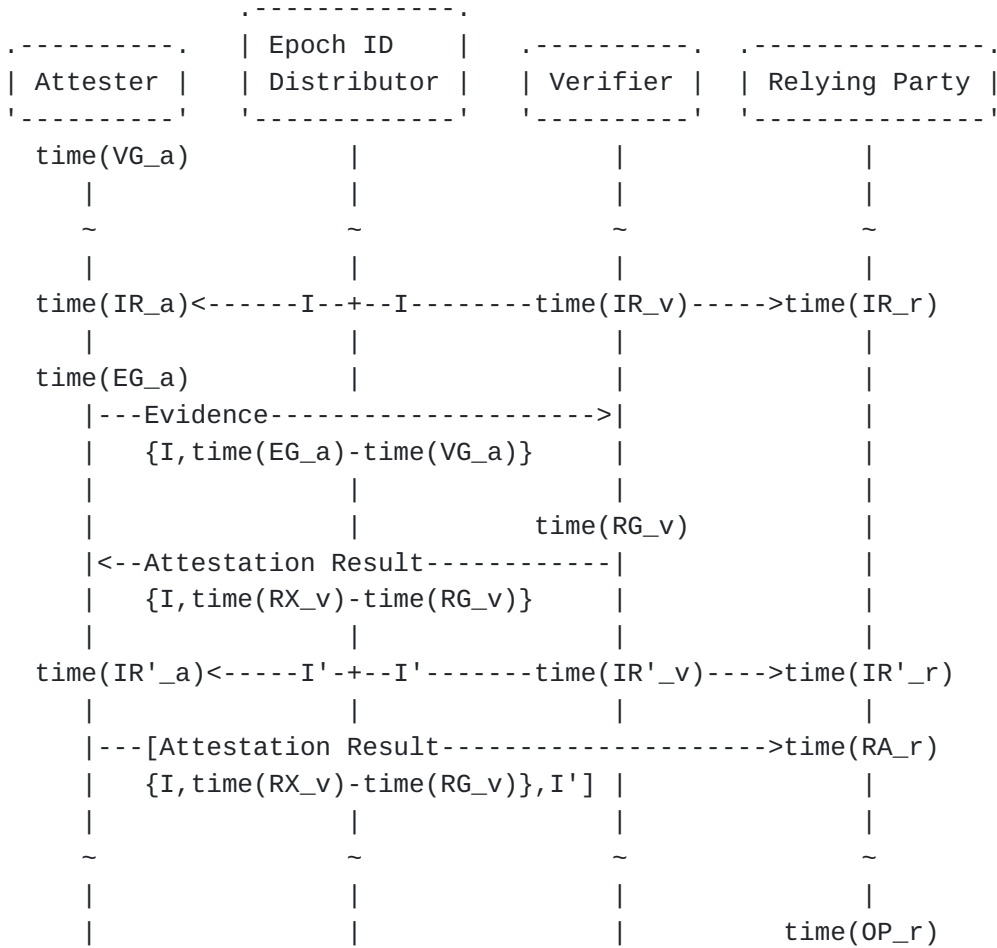 .-------------.
.----------.   | Epoch ID    |   .----------.  .---------------.
| Attester |   | Distributor |   | Verifier |  | Relying Party |
'----------'   '-------------'   '----------'  '---------------'
  time(VG_a)          |                |               |
     |                |                |               |
     ~                ~                ~               ~
     |                |                |               |
  time(IR_a)<------I--+--I--------time(IR_v)----->time(IR_r)
     |                |                |               |
  time(EG_a)          |                |               |
     |---Evidence--------------------->|               |
     |   {I,time(EG_a)-time(VG_a)}     |               |
     |                |                |               |
     |                |           time(RG_v)           |
     |<--Attestation Result------------|               |
     |   {I,time(RX_v)-time(RG_v)}     |               |
     |                |                |               |
  time(IR'_a)<-----I'-+--I'-------time(IR'_v)---->time(IR'_r)
     |                |                |               |
     |---[Attestation Result--------------------->time(RA_r)
     |   {I,time(RX_v)-time(RG_v)},I'] |               |
     |                |                |               |
     ~                ~                ~               ~
     |                |                |               |
     |                |                |          time(OP_r)